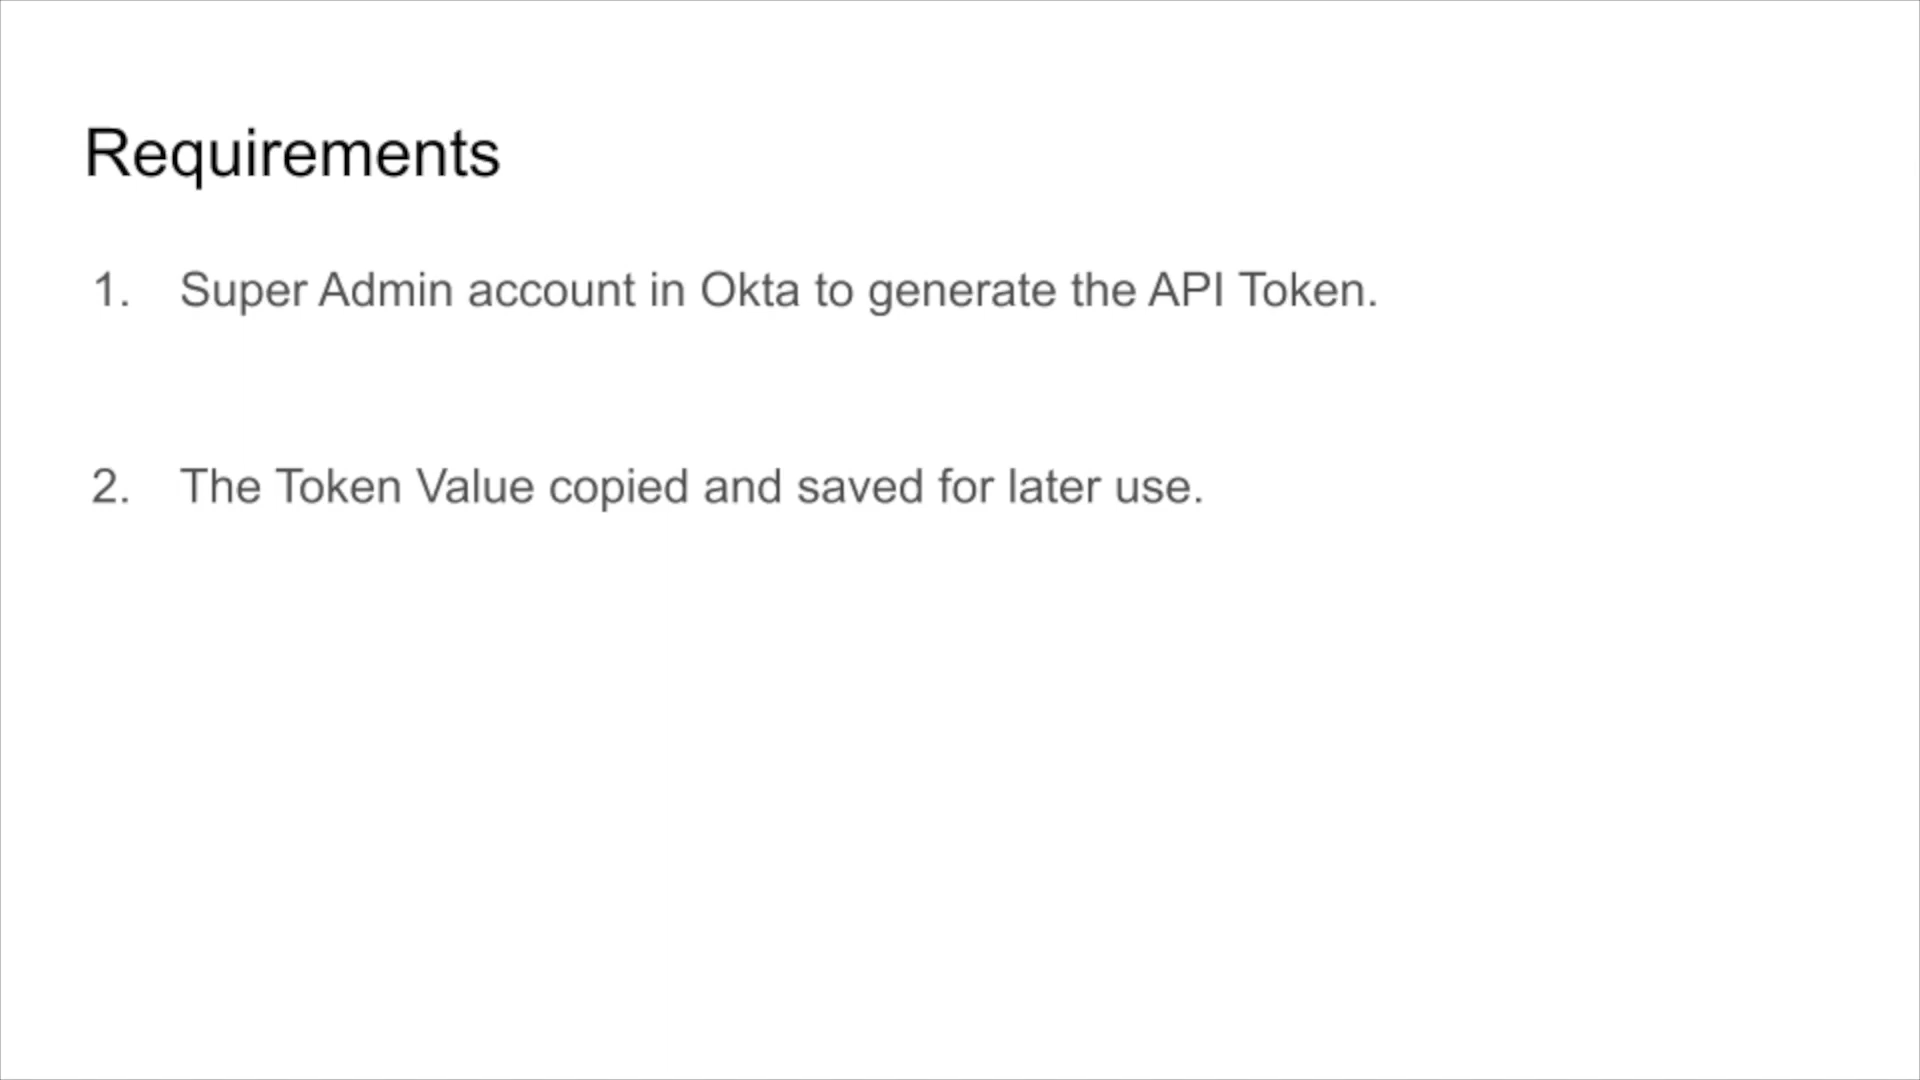 Requirements
1. Super Admin account in Okta to generate the API Token.
2. The Token Value copied and saved for later use.